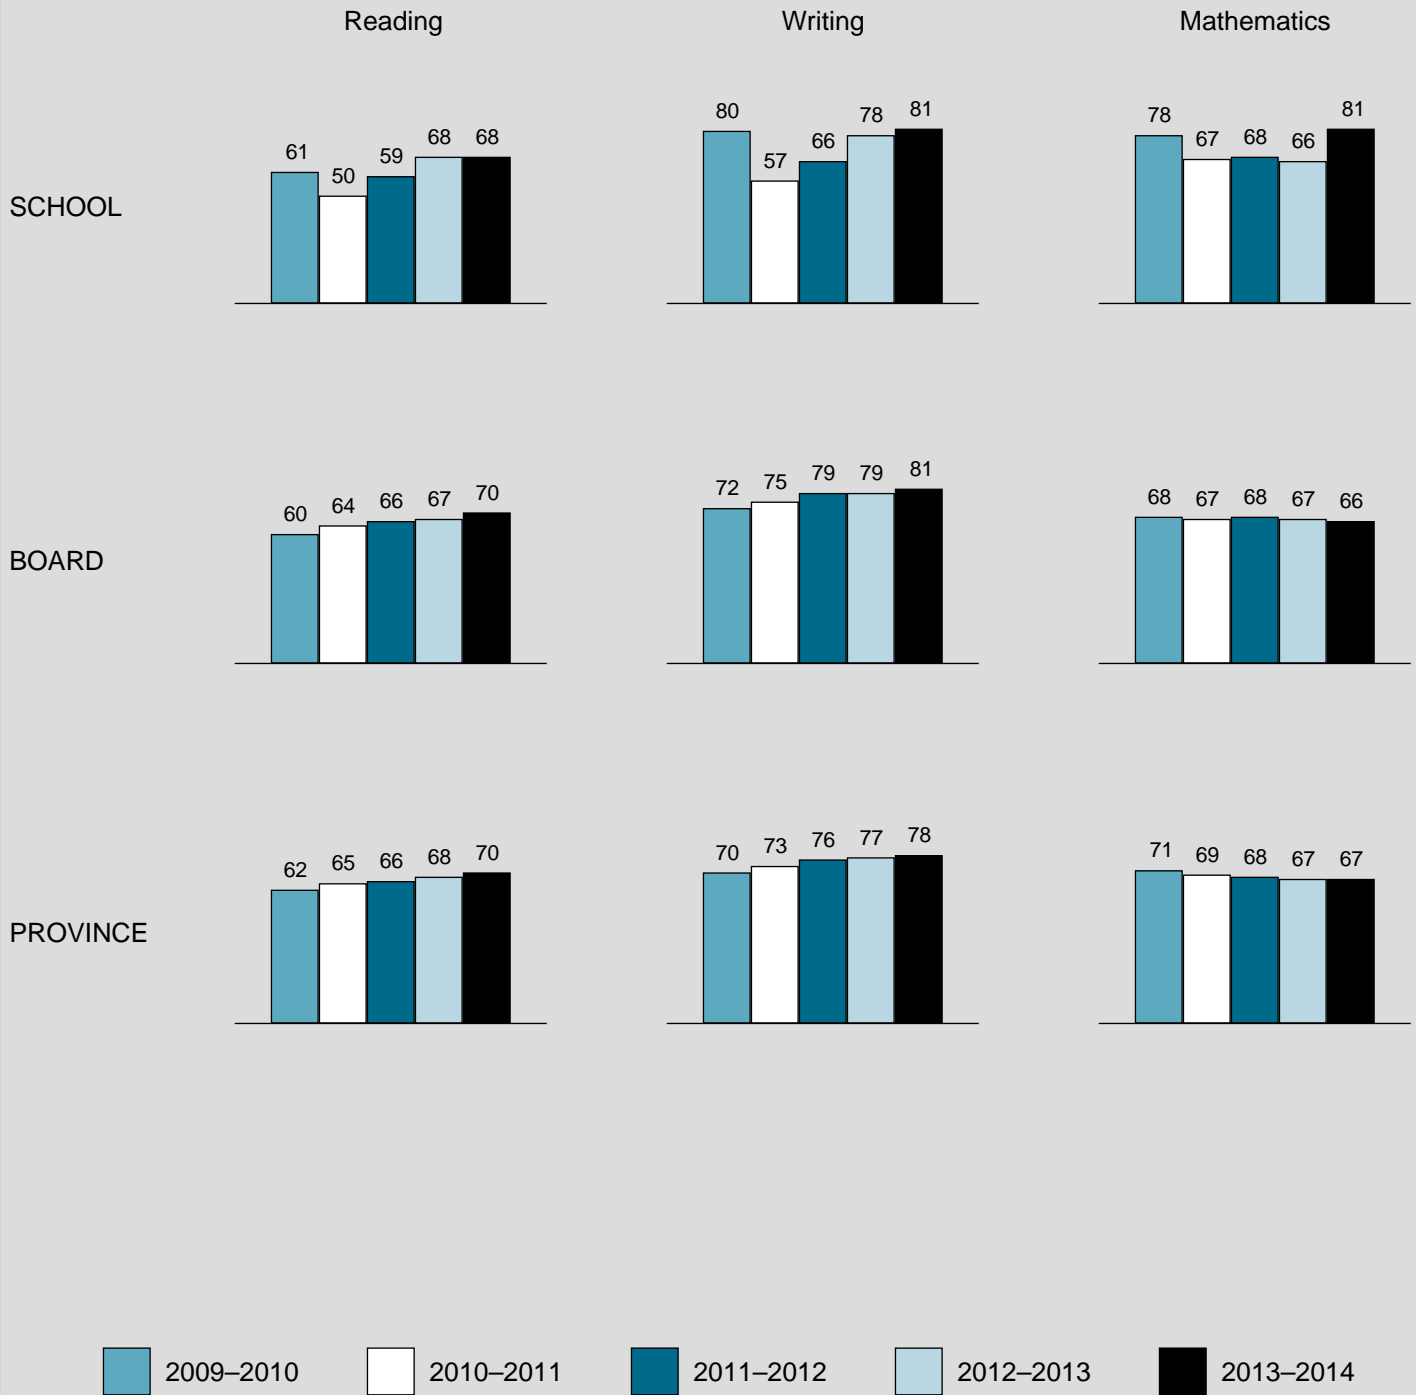 Reading Writing Mathematics
SCHOOL
61 50 59 68 68
80 57 66 78 81
78 67 68 66 81
BOARD
60 64 66 67 70
72 75 79 79 81
68 67 68 67 66
PROVINCE
62 65 66 68 70
70 73 76 77 78
71 69 68 67 67
2009–2010 2010–2011 2011–2012 2012–2013 2013–2014